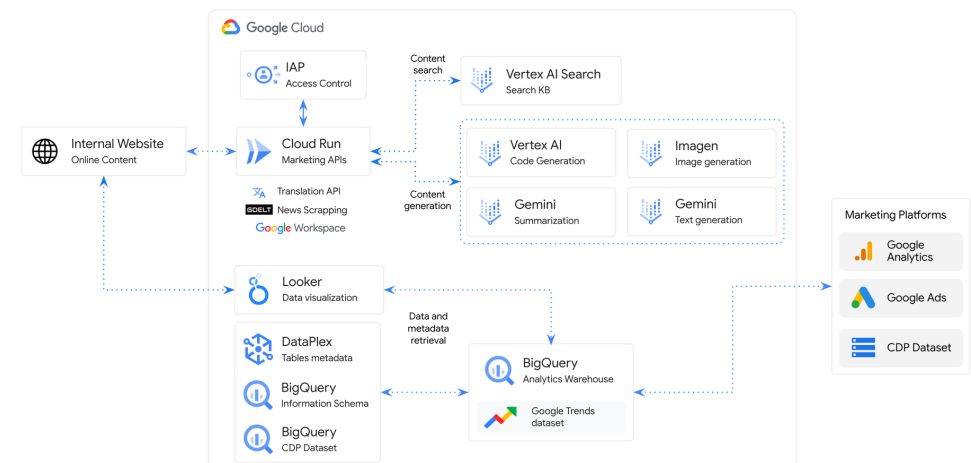 Google Cloud
IAP
Access Control
Content
search
Vertex AI Search
Search KB
Internal Website
Online Content
Cloud Run
Marketing APIs
Vertex AI
Code Generation
Imagen
Image generation
Translation API
GDELT News Scrapping
Google Workspace
Content
generation
Gemini
Summarization
Gemini
Text generation
Marketing Platforms
Google
Analytics
Google Ads
CDP Dataset
Looker
Data visualization
Data and
metadata
retrieval
DataPlex
Tables metadata
BigQuery
Information Schema
BigQuery
CDP Dataset
BigQuery
Analytics Warehouse
Google Trends
dataset